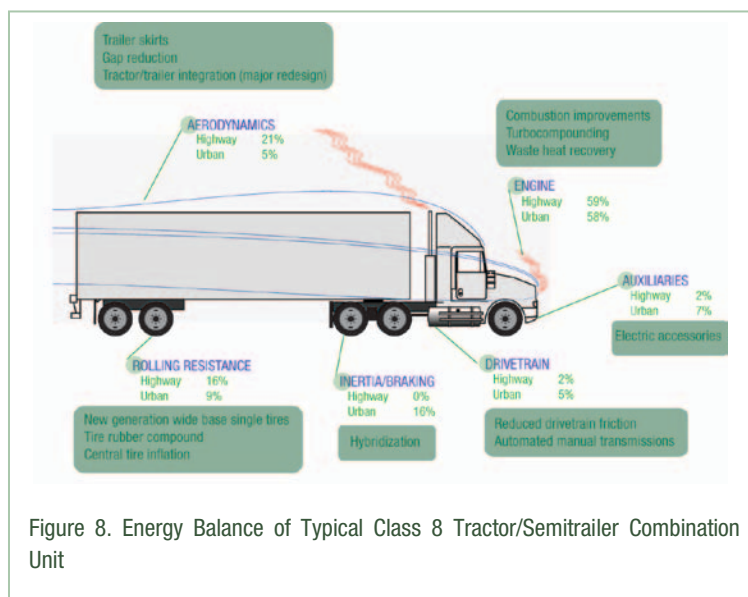 Trailer skirts
Gap reduction
Tractor/trailer integration (major redesign)
AERODYNAMICS
Highway 21%
Urban 5%
Combustion improvements
Turbocompounding
Waste heat recovery
ENGINE
Highway 59%
Urban 58%
AUXILIARIES
Highway 2%
Urban 7%
Electric accessories
ROLLING RESISTANCE
Highway 16%
Urban 9%
New generation wide base single tires
Tire rubber compound
Central tire inflation
INERTIA/BRAKING
Highway 0%
Urban 16%
Hybridization
DRIVETRAIN
Highway 2%
Urban 5%
Reduced drivetrain friction
Automated manual transmissions
Figure 8. Energy Balance of Typical Class 8 Tractor/Semitrailer Combination
Unit